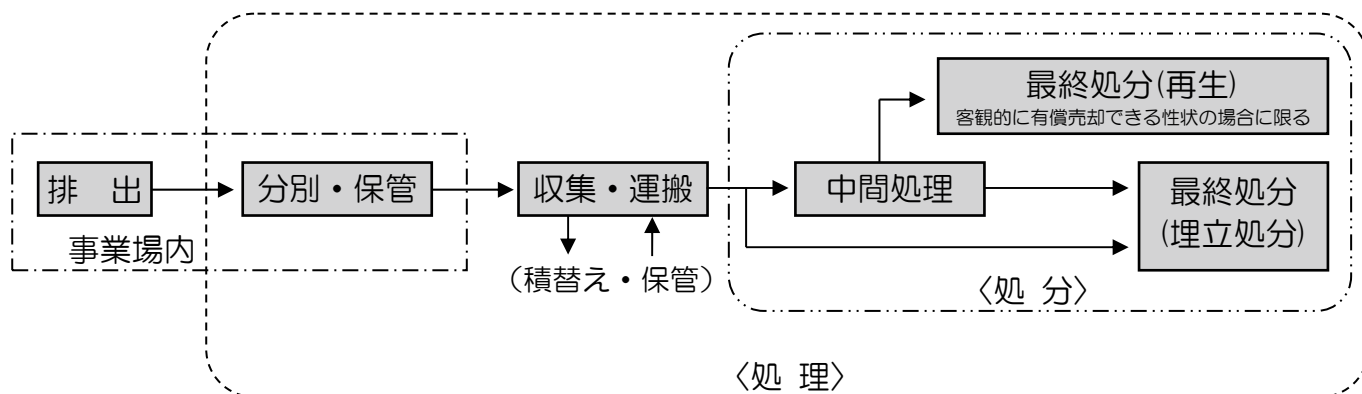 最終処分(再生)
客観的に有償売却できる性状の場合に限る
排　出
分別・保管
収集・運搬
中間処理
最終処分
(埋立処分)
事業場内
（積替え・保管）
〈処 分〉
〈処 理〉